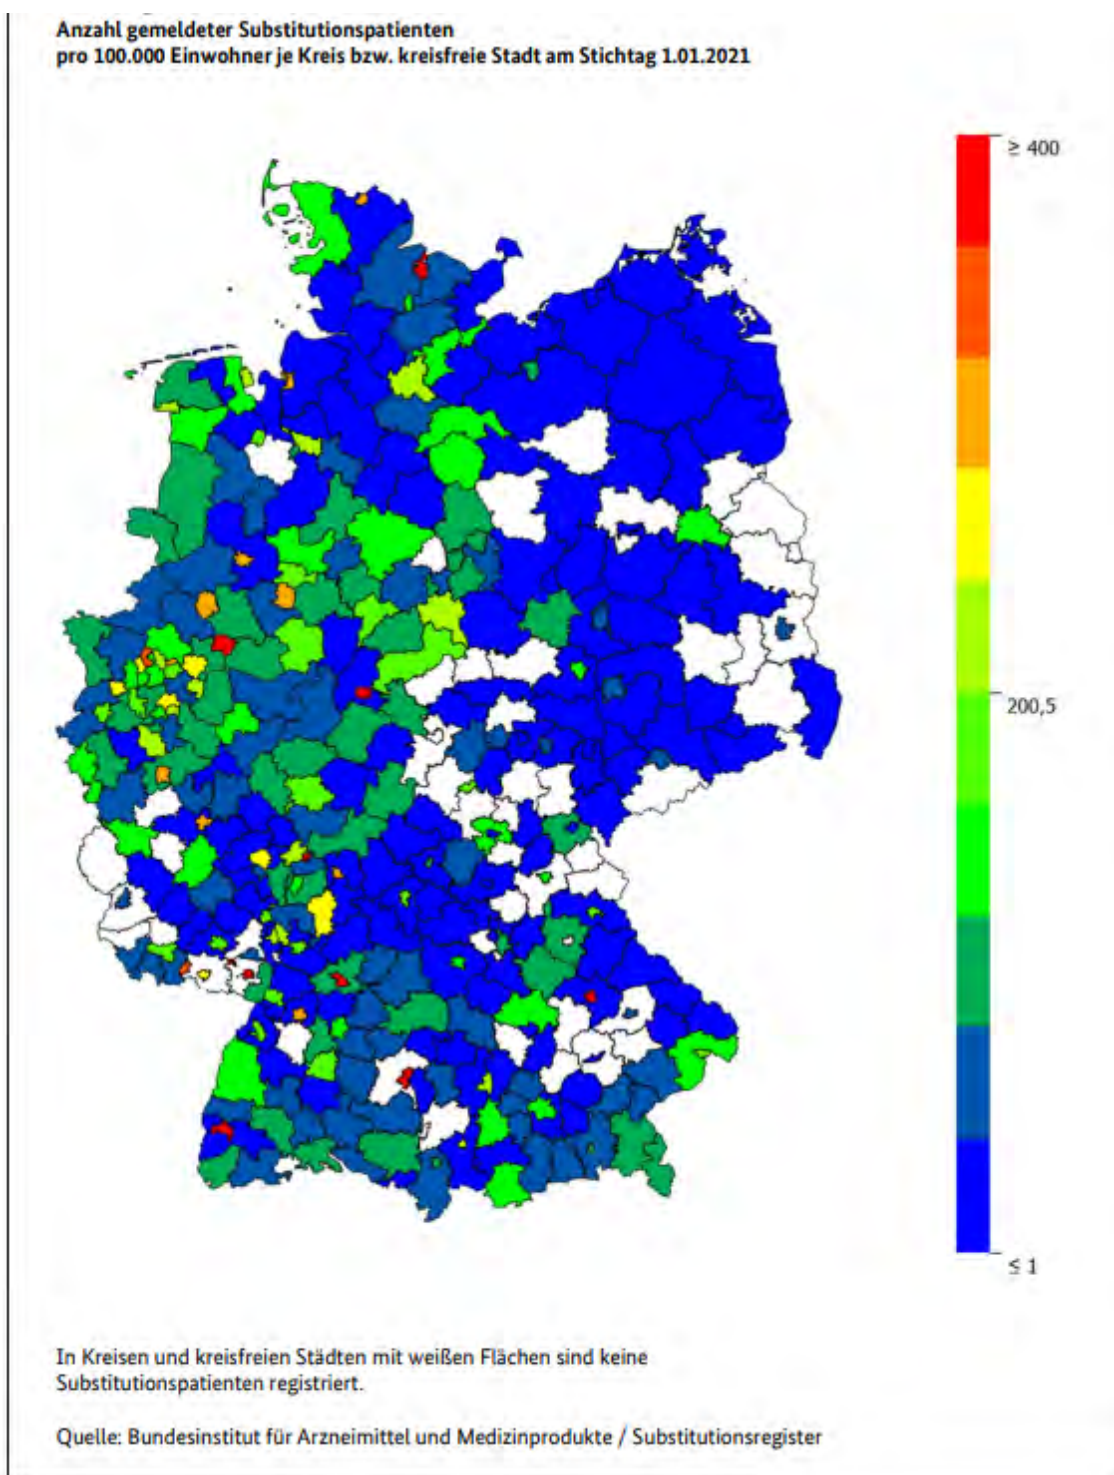 Anzahl gemeldeter Substitutionspatienten
pro 100.000 Einwohner je Kreis bzw. kreisfreie Stadt am Stichtag 1.01.2021
≥ 400
200,5
≤ 1
In Kreisen und kreisfreien Städten mit weißen Flächen sind keine
Substitutionspatienten registriert.
Quelle: Bundesinstitut für Arzneimittel und Medizinprodukte / Substitutionsregister